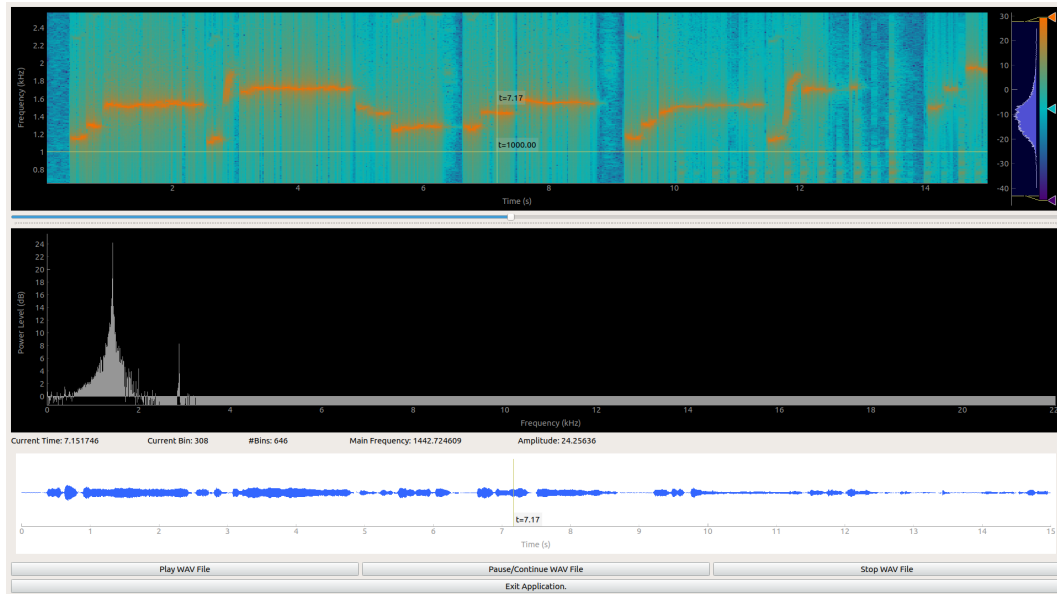 2.4
2.2
2
1.8
1.6
1.4
1.2
1
0.8
Frequency (kHz)
t=7.17
t=1000.00
2 4 6 8 10 12 14
Time (s)
30
20
10
0
-10
-20
-30
-40
24
22
20
18
16
14
12
10
8
6
4
2
0
Power Level (dB)
0 2 4 6 8 10 12 14 16 18 20 22
Frequency (kHz)
Current Time: 7.151746 Current Bin: 308 #Bins: 646 Main Frequency: 1442.724609 Amplitude: 24.25636
t=7.17
0 1 2 3 4 5 6 7 8 9 10 11 12 13 14 15
Time (s)
Play WAV File Pause/Continue WAV File Stop WAV File
Exit Application.